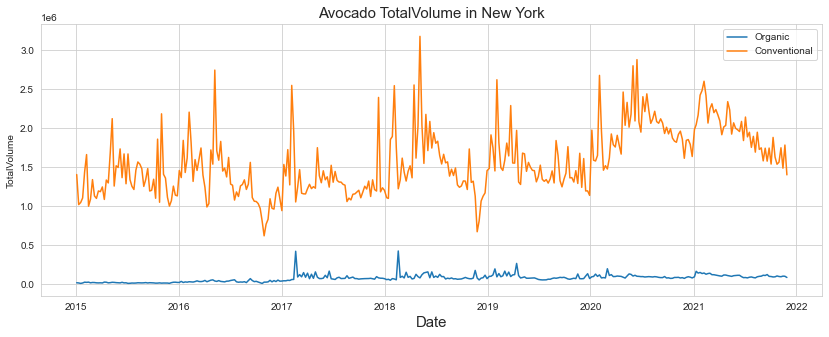 Avocado TotalVolume in New York
1e6
Organic
Conventional
3.0
2.5
2.0
1.5
1.0
0.5
0.0
TotalVolume
2015 2016 2017 2018 2019 2020 2021 2022
Date